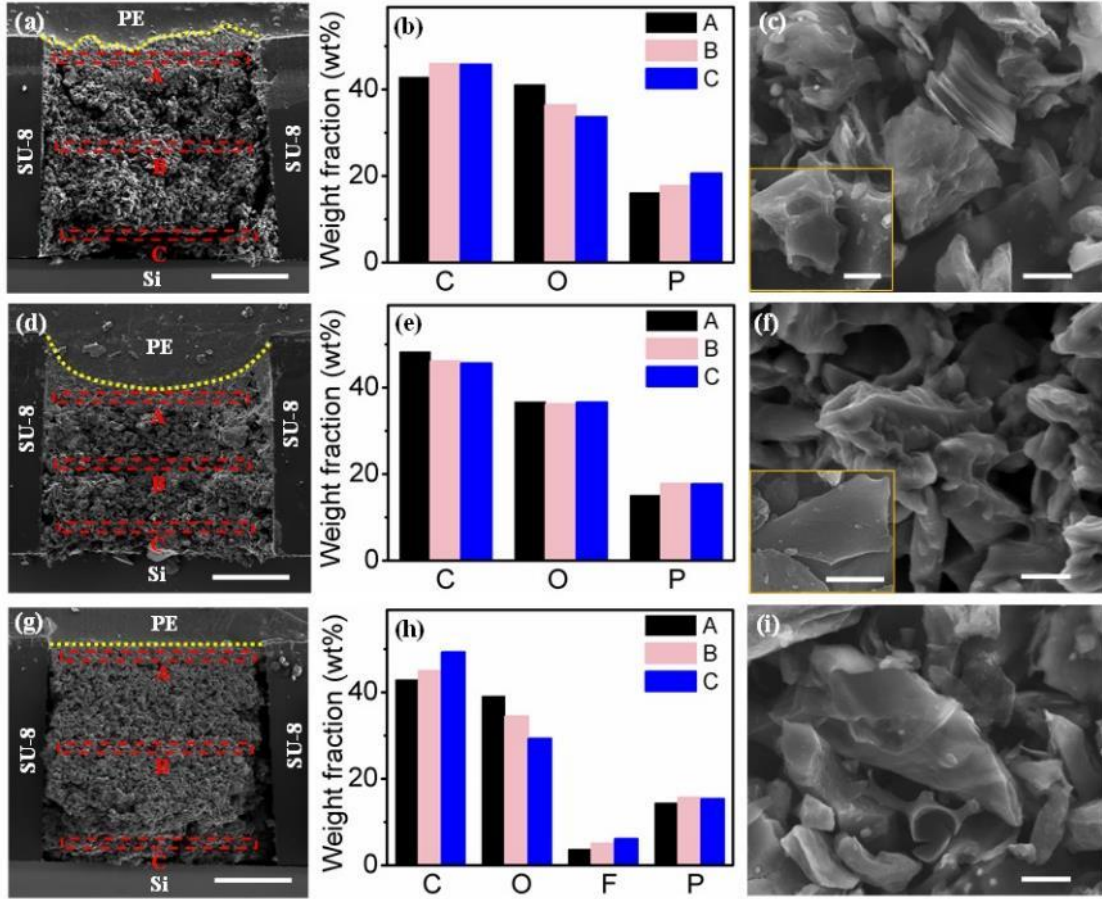 (a)
PE
SU-8
SU-8
A
B
C
Si
(b)
Weight fraction (wt%)
40
20
0
A
B
C
C O P
(c)
(d)
PE
SU-8
SU-8
A
B
C
Si
(e)
Weight fraction (wt%)
40
20
0
A
B
C
C O P
(f)
(g)
PE
SU-8
SU-8
A
B
C
Si
(h)
Weight fraction (wt%)
40
20
0
A
B
C
C O F P
(i)